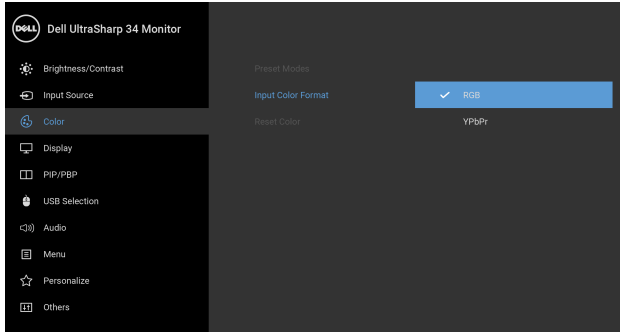 DELL Dell UltraSharp 34 Monitor
Brightness/Contrast Preset Modes
Input Source Input Color Format RGB
Color Reset Color YPbPr
Display
PIP/PBP
USB Selection
Audio
Menu
Personalize
Others